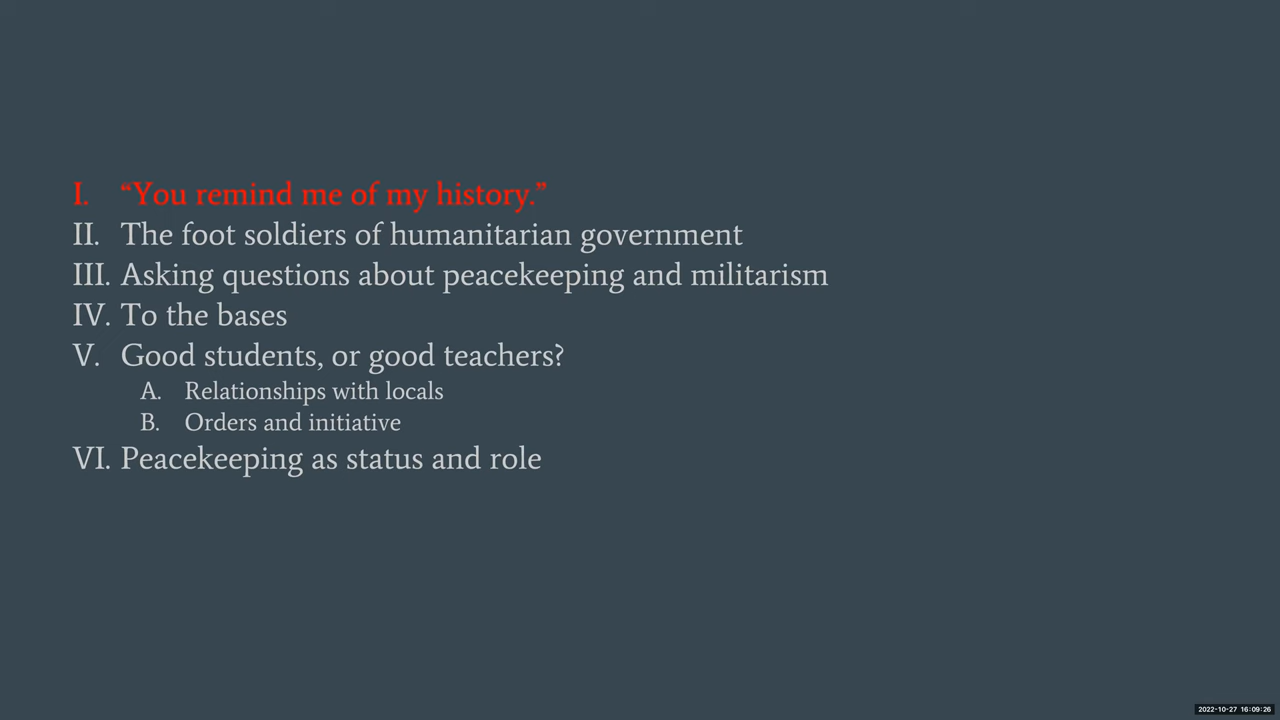 I. “You remind me of my history.”
II. The foot soldiers of humanitarian government
III. Asking questions about peacekeeping and militarism
IV. To the bases
V. Good students, or good teachers?
A. Relationships with locals
B. Orders and initiative
VI. Peacekeeping as status and role
2022-10-27 16:09:26